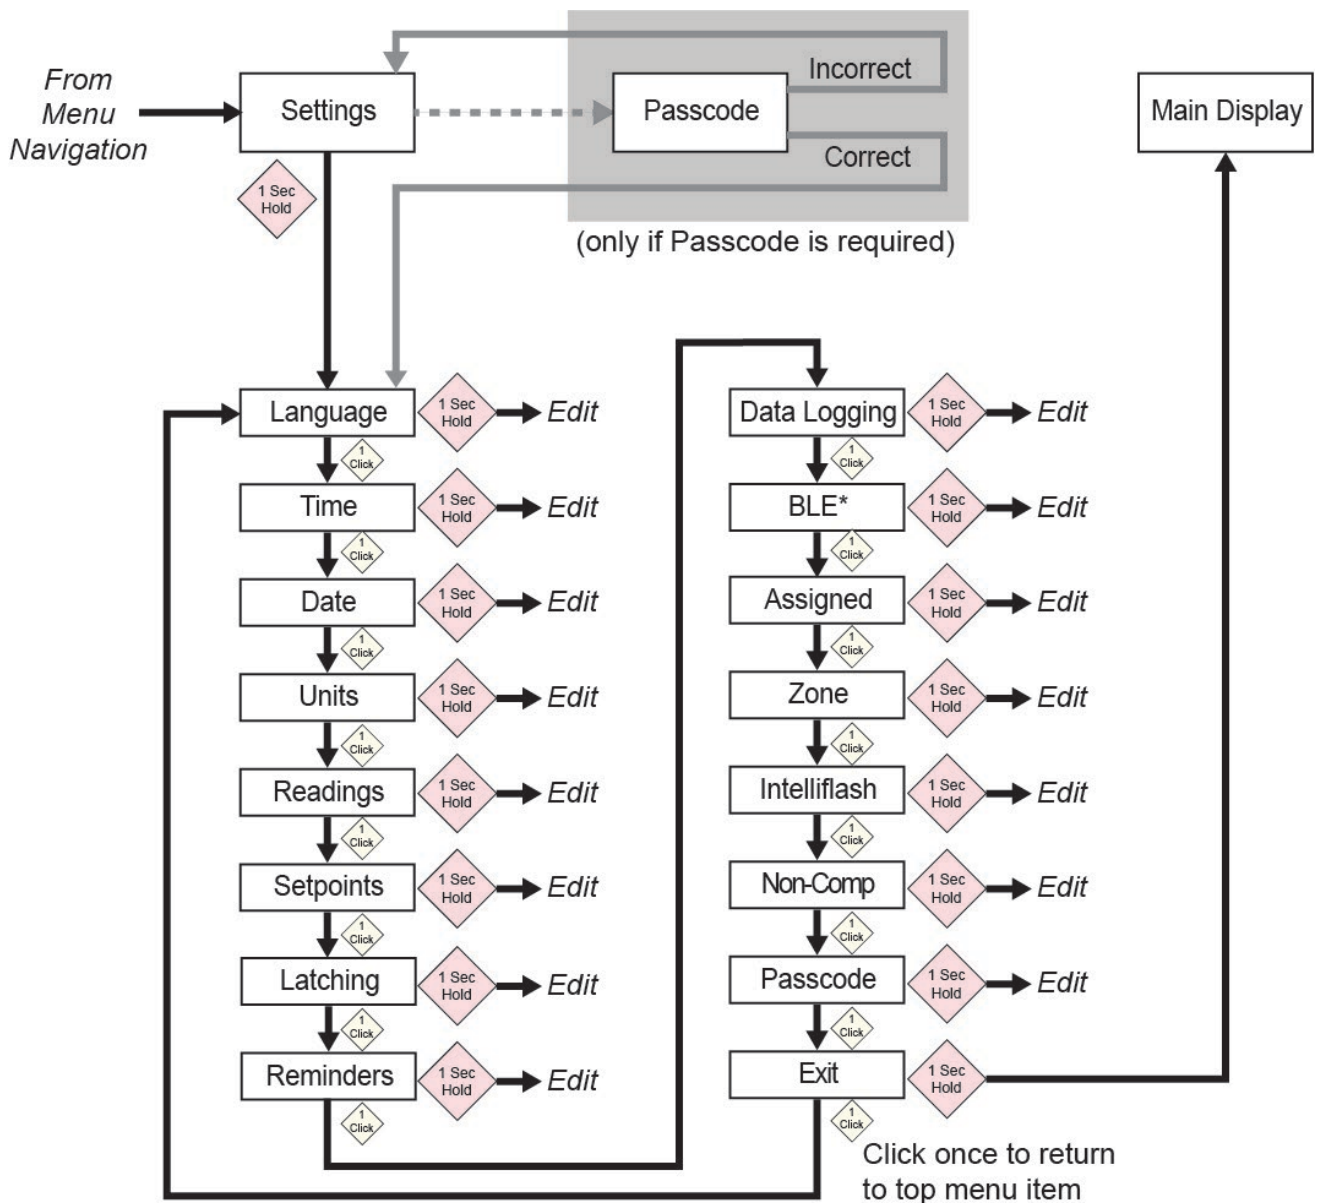 From
Menu
Navigation
Settings
1 Sec
Hold
Passcode
Incorrect
Correct
(only if Passcode is required)
Main Display
Language
1 Sec
Hold
Edit
1
Click
Time
1 Sec
Hold
Edit
1
Click
Date
1 Sec
Hold
Edit
1
Click
Units
1 Sec
Hold
Edit
1
Click
Readings
1 Sec
Hold
Edit
1
Click
Setpoints
1 Sec
Hold
Edit
1
Click
Latching
1 Sec
Hold
Edit
1
Click
Reminders
1 Sec
Hold
Edit
1
Click
Data Logging
1 Sec
Hold
Edit
1
Click
BLE*
1 Sec
Hold
Edit
1
Click
Assigned
1 Sec
Hold
Edit
1
Click
Zone
1 Sec
Hold
Edit
1
Click
Intelliflash
1 Sec
Hold
Edit
1
Click
Non-Comp
1 Sec
Hold
Edit
1
Click
Passcode
1 Sec
Hold
Edit
1
Click
Exit
1 Sec
Hold
1
Click
Click once to return
to top menu item